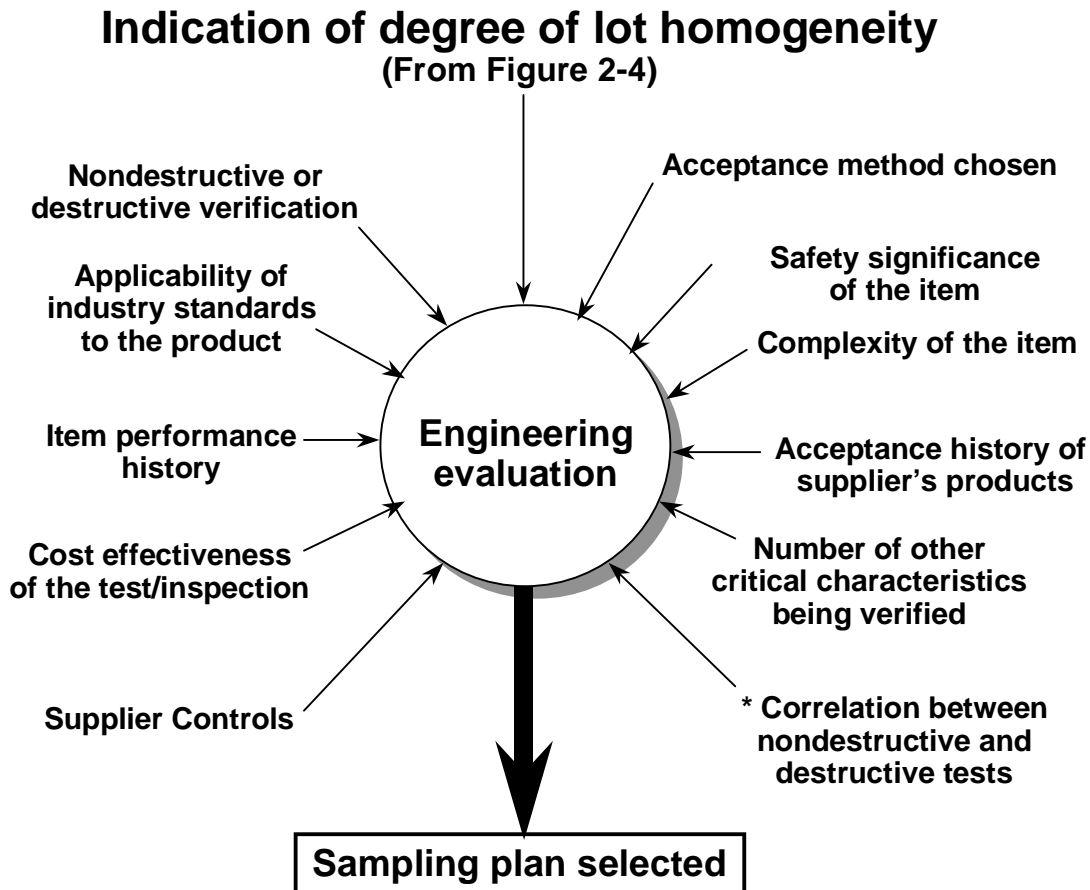 Indication of degree of lot homogeneity
(From Figure 2-4)
Nondestructive or
destructive verification
Acceptance method chosen
Applicability of
industry standards
to the product
Safety significance
of the item
Complexity of the item
Item performance
history
Engineering
evaluation
Acceptance history of
supplier’s products
Cost effectiveness
of the test/inspection
Number of other
critical characteristics
being verified
Supplier Controls
* Correlation between
nondestructive and
destructive tests
Sampling plan selected